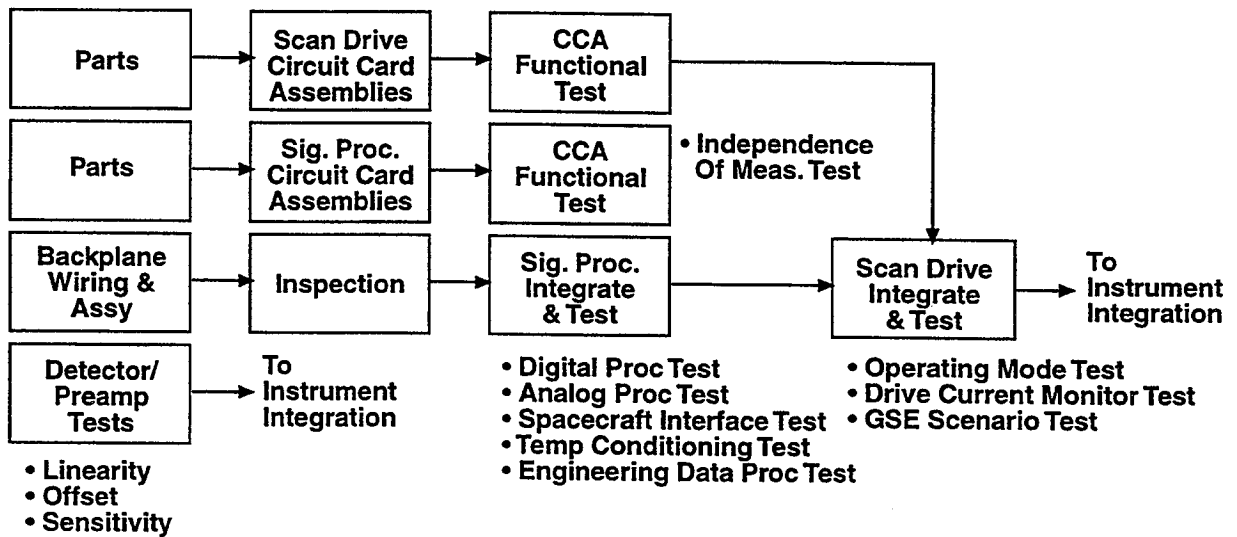 Parts
Scan Drive
Circuit Card
Assemblies
CCA
Functional
Test
Parts
Sig. Proc.
Circuit Card
Assemblies
CCA
Functional
Test
• Independence
Of Meas. Test
Backplane
Wiring &
Assy
Inspection
Sig. Proc.
Integrate
& Test
Scan Drive
Integrate
& Test
To
Instrument
Integration
Detector/
Preamp
Tests
To
Instrument
Integration
• Digital Proc Test
• Analog Proc Test
• Spacecraft Interface Test
• Temp Conditioning Test
• Engineering Data Proc Test
• Operating Mode Test
• Drive Current Monitor Test
• GSE Scenario Test
• Linearity
• Offset
• Sensitivity